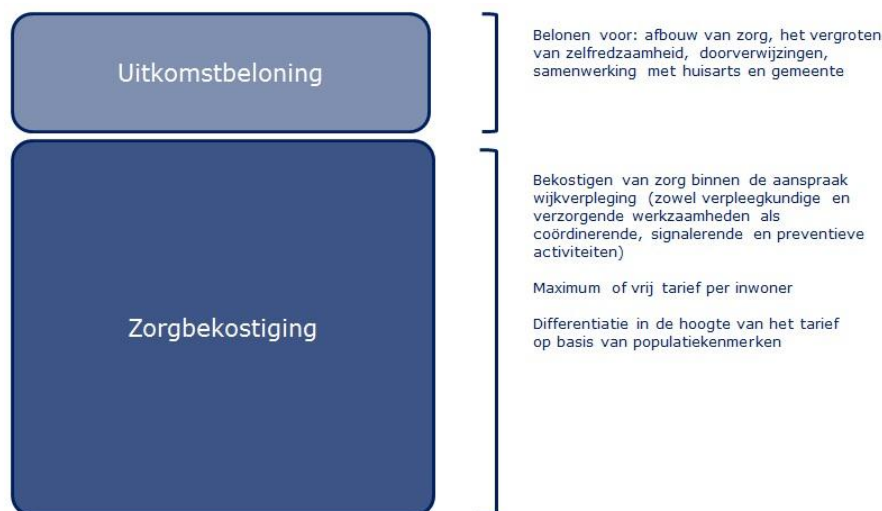 Uitkomstbeloning
Belonen voor: afbouw van zorg, het vergroten
van zelfredzaamheid, doorverwijzingen,
samenwerking met huisarts en gemeente
Zorgbekostiging
Bekostigen van zorg binnen de aanspraak
wijkverpleging (zowel verpleegkundige en
verzorgende werkzaamheden als
coördinerende, signalerende en preventieve
activiteiten)
Maximum of vrij tarief per inwoner
Differentiatie in de hoogte van het tarief
op basis van populatiekenmerken